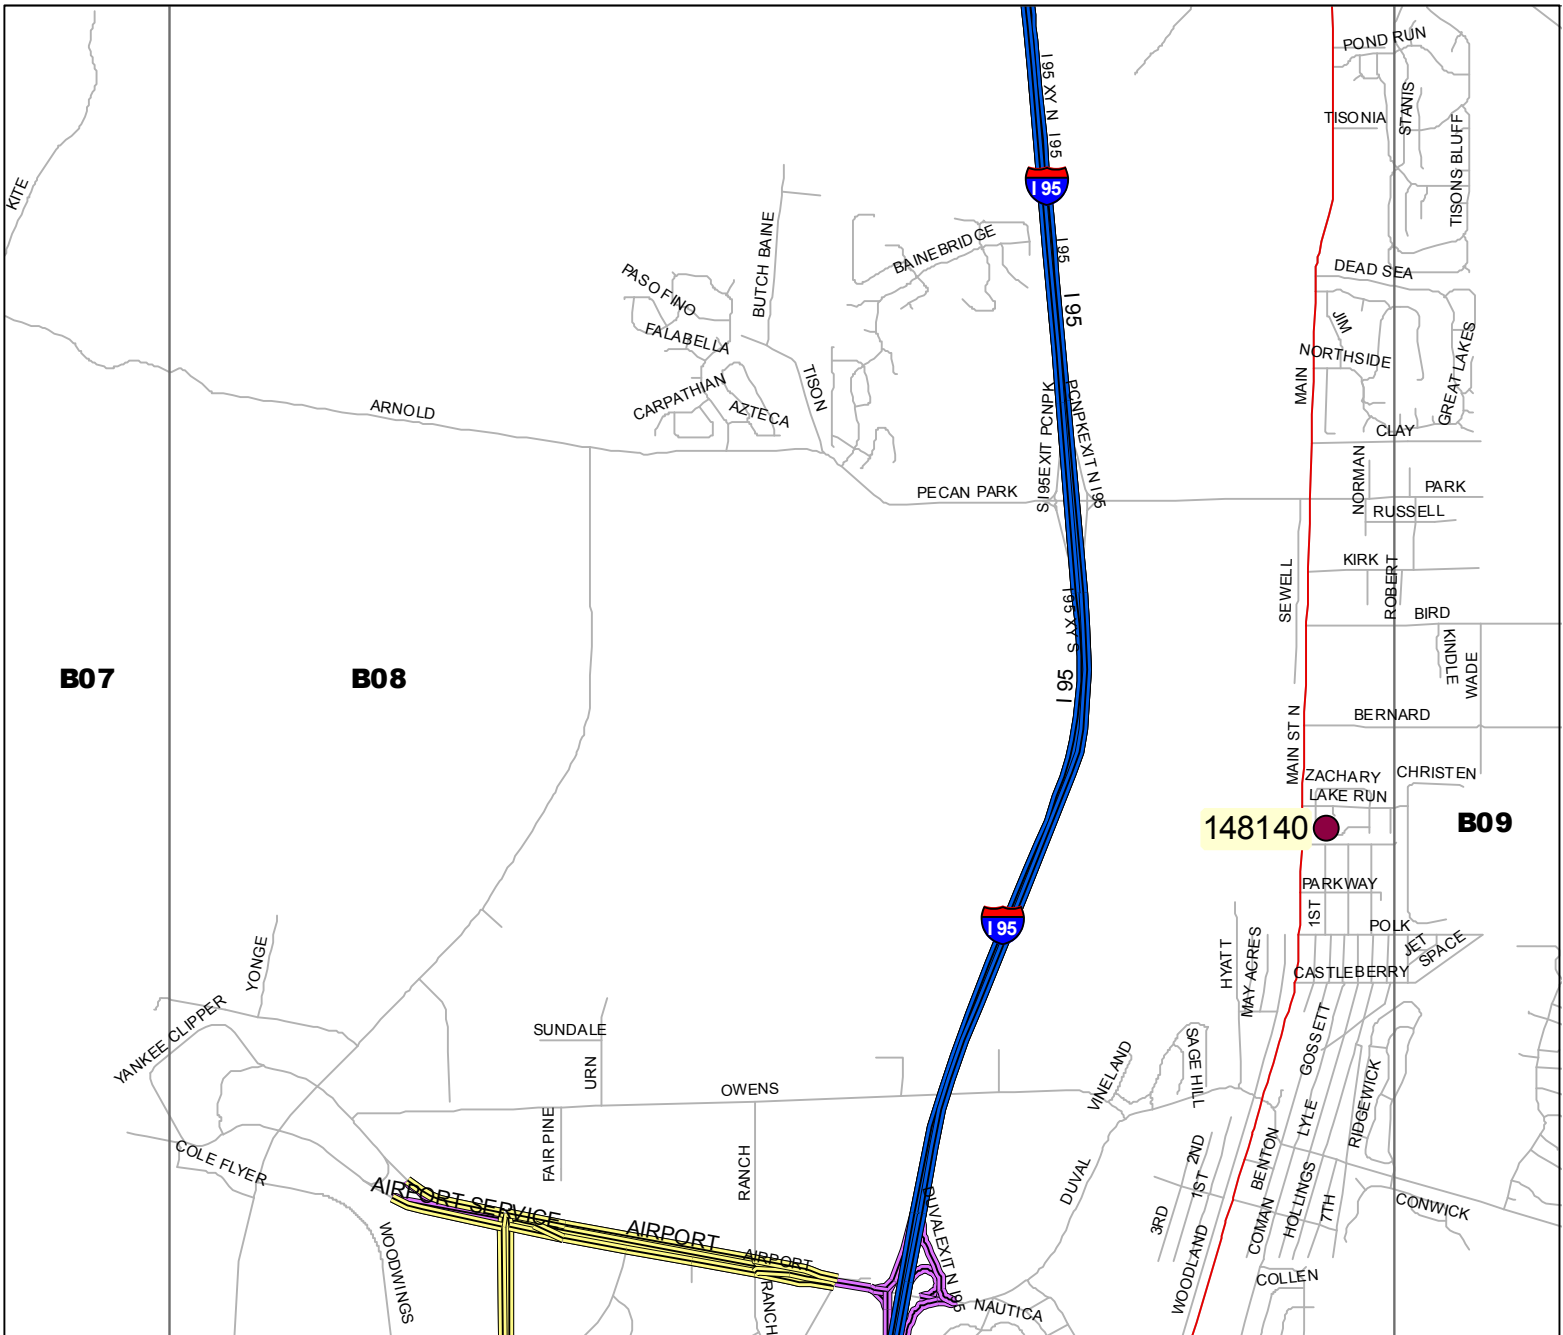 POND RUN
I 95 XY N
I 95
STANIS
TISONIA
TISONS BLUFF
KITE
I 95
BUTCH BAINE
BAINEBRIDGE
I 95
DEAD SEA
PASO FINO
I 95
JIM
FALABELLA
NORTHSIDE
GREAT LAKES
MAIN
TISON
CARPATHIAN
AZTECA
ARNOLD
S I95EXIT PCNPK
PCNPKEXIT N I95
CLAY
NORMAN
PECAN PARK
PARK
RUSSELL
KIRK
ROBERT
SEWELL
I 95 XY S
BIRD
KINDLE
WADE
B07
B08
I 95
BERNARD
MAIN ST N
ZACHARY
CHRISTEN
LAKE RUN
148140
B09
PARKWAY
1ST
I 95
POLK
JET
SPACE
YONGE
HYATT
MAY ACRES
CASTLEBERRY
YANKEE CLIPPER
SUNDALE
GOSSETT
URN
VINELAND
SAGE HILL
OWENS
RIDGEWICK
LYLE
FAIR PINE
COLE FLYER
RANCH
2ND
BENTON
DUVAL
1ST
HOLLINGS
7TH
CONWICK
AIRPORT SERVICE
AIRPORT
DUVALEXIT N I95
3RD
COMAN
WOODWINGS
AIRPORT
WOODLAND
COLLEN
RANCH
NAUTICA